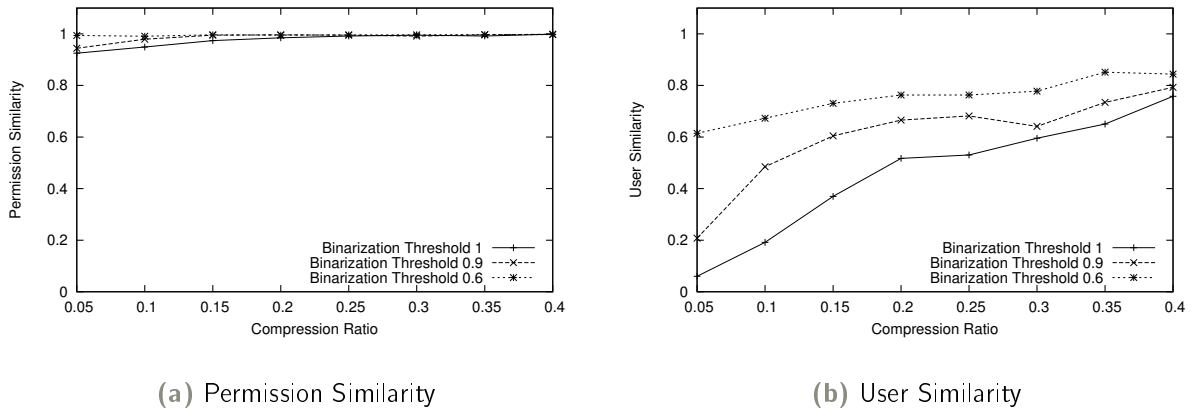 Permission Similarity
1
0.8
0.6
0.4
0.2
0
Binarization Threshold 1
Binarization Threshold 0.9
Binarization Threshold 0.6
0.05 0.1 0.15 0.2 0.25 0.3 0.35 0.4
Compression Ratio
(a) Permission Similarity
User Similarity
1
0.8
0.6
0.4
0.2
0
Binarization Threshold 1
Binarization Threshold 0.9
Binarization Threshold 0.6
0.05 0.1 0.15 0.2 0.25 0.3 0.35 0.4
Compression Ratio
(b) User Similarity